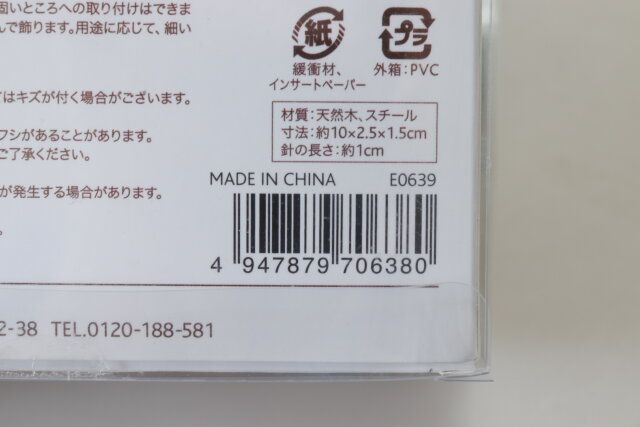 固いところへの取り付けはできま
んで飾ります。用途に応じて、細い
はキズが付く場合がございます。
フシがあることがあります。
ご了承ください。
が発生する場合があります。
紙
緩衝材、
インサートペーパー
プラ
外箱:PVC
材質:天然木、スチール
寸法:約10×2.5×1.5cm
針の長さ:約1cm
MADE IN CHINA E0639
4 947879 706380
2-38 TEL.0120-188-581